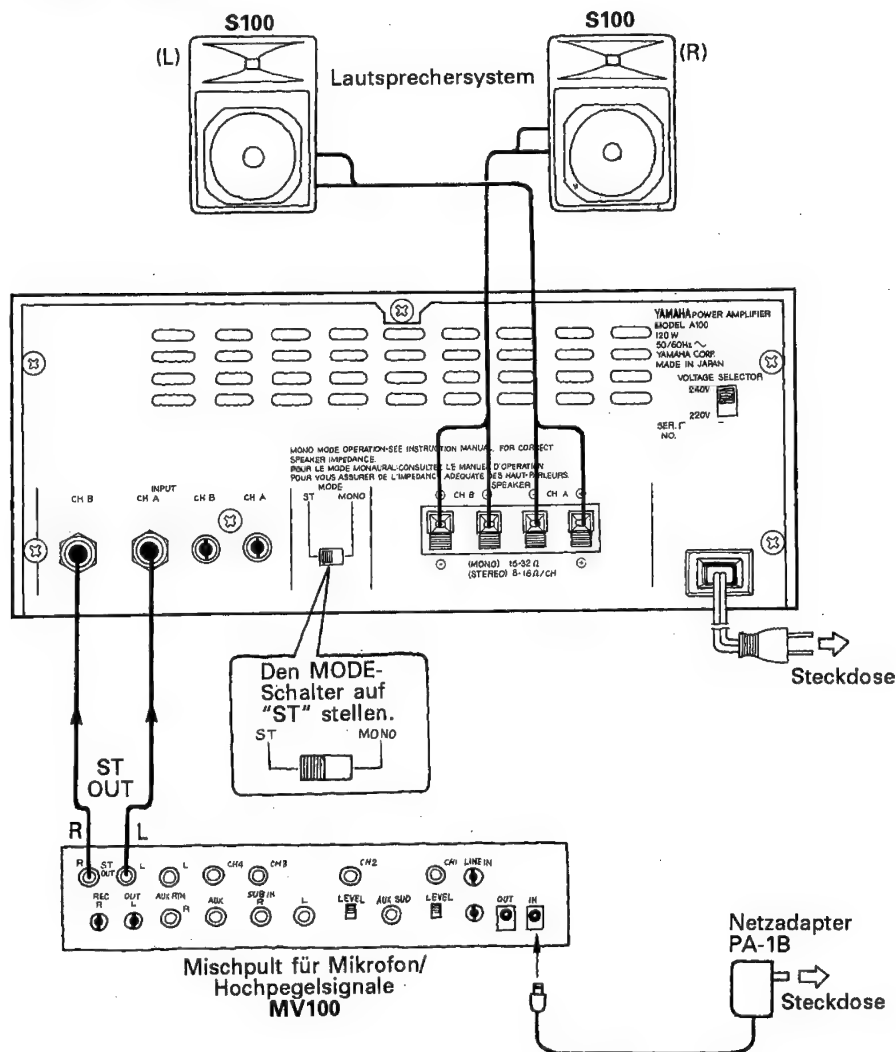 S100
S100
(L)
(R)
Lautsprechersystem
YAMAHA POWER AMPLIFIER
MODEL A100
120 W
50/60Hz ~
YAMAHA CORP.
MADE IN JAPAN
VOLTAGE SELECTOR
240V
220V
SER.
NO.
MONO MODE OPERATION-SEE INSTRUCTION MANUAL, FOR CORRECT
SPEAKER IMPEDANCE.
POUR LE MODE MONAURAL-CONSULTEZ LE MANUEL D'OPERATION
POUR VOUS ASSURER DE L'IMPEDANCE ADEQUATE DES HAUT-PARLEURS.
MODE
ST MONO
SPEAKER
⊕ CH B ⊖ ⊖ CH A ⊕
INPUT
CH B CH A CH B CH A
⊖ (MONO) 16-32 Ω ⊕
(STEREO) 8-16 Ω/CH
Steckdose
Den MODE-
Schalter auf
"ST" stellen.
ST MONO
ST
OUT
R L
R ST OUT L L CH4 CH3 CH2 CH1 LINE IN
REC R OUT L AUX RTN R AUX SUB IN R L LEVEL AUX SUD LEVEL OUT IN
Mischpult für Mikrofon/
Hochpegelsignale
MV100
Netzadapter
PA-1B
Steckdose